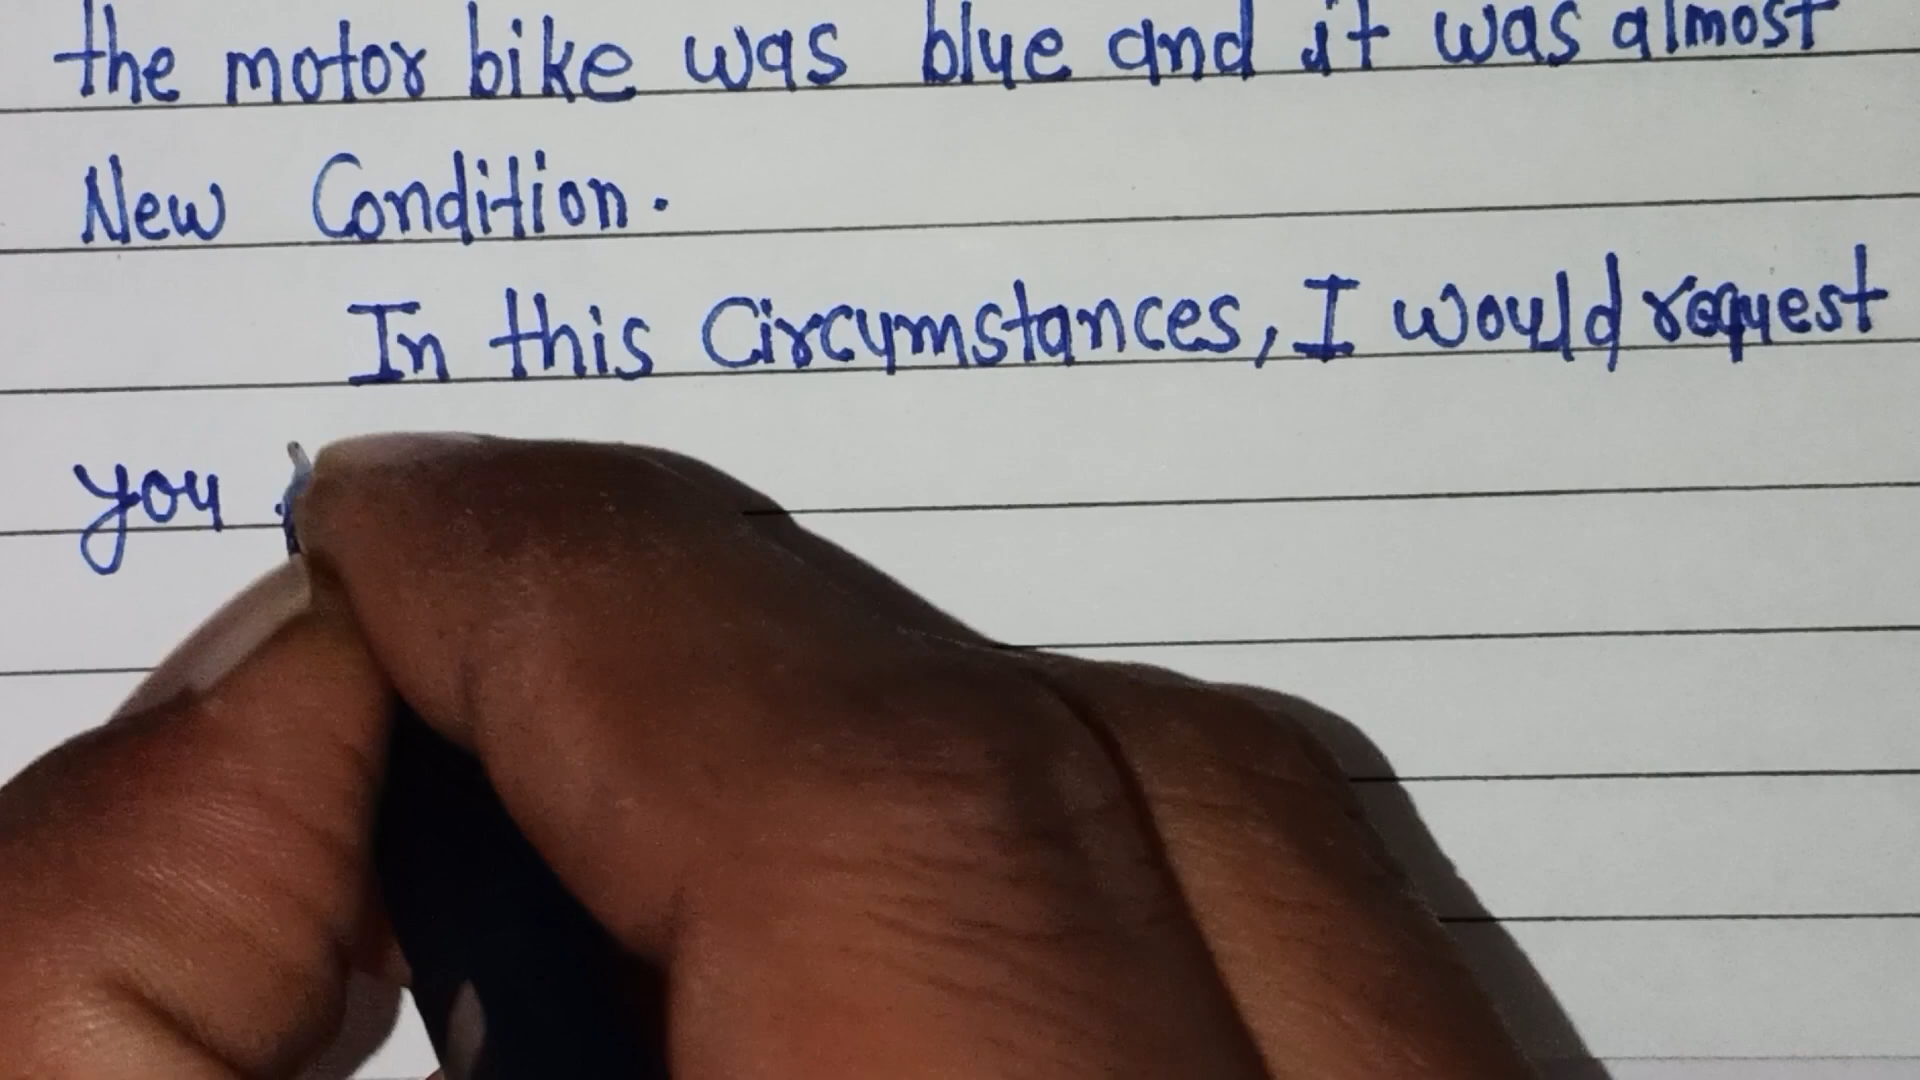 the motor bike was blue and it was almost
New Condition.
In this Circumstances, I would request
you